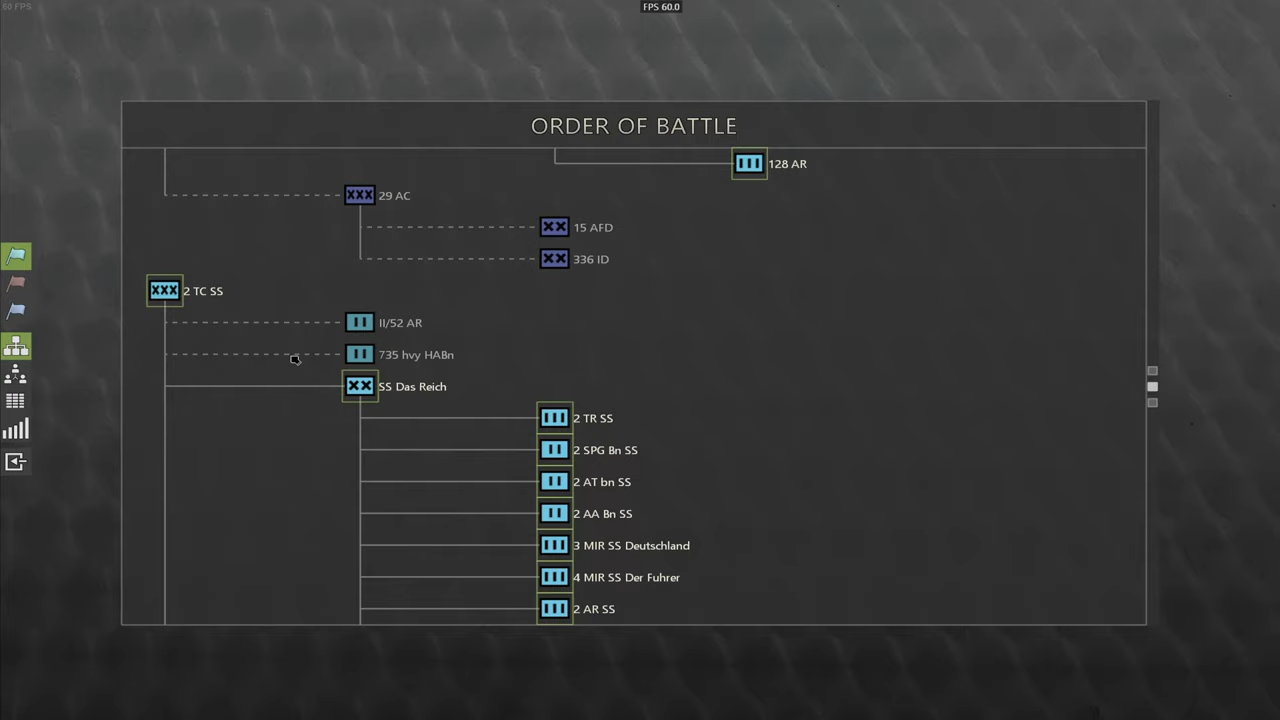 60 FPS
FPS 60.0
ORDER OF BATTLE
128 AR
29 AC
15 AFD
336 ID
2 TC SS
II/52 AR
735 hvy HABn
SS Das Reich
2 TR SS
2 SPG Bn SS
2 AT bn SS
2 AA Bn SS
3 MIR SS Deutschland
4 MIR SS Der Fuhrer
2 AR SS